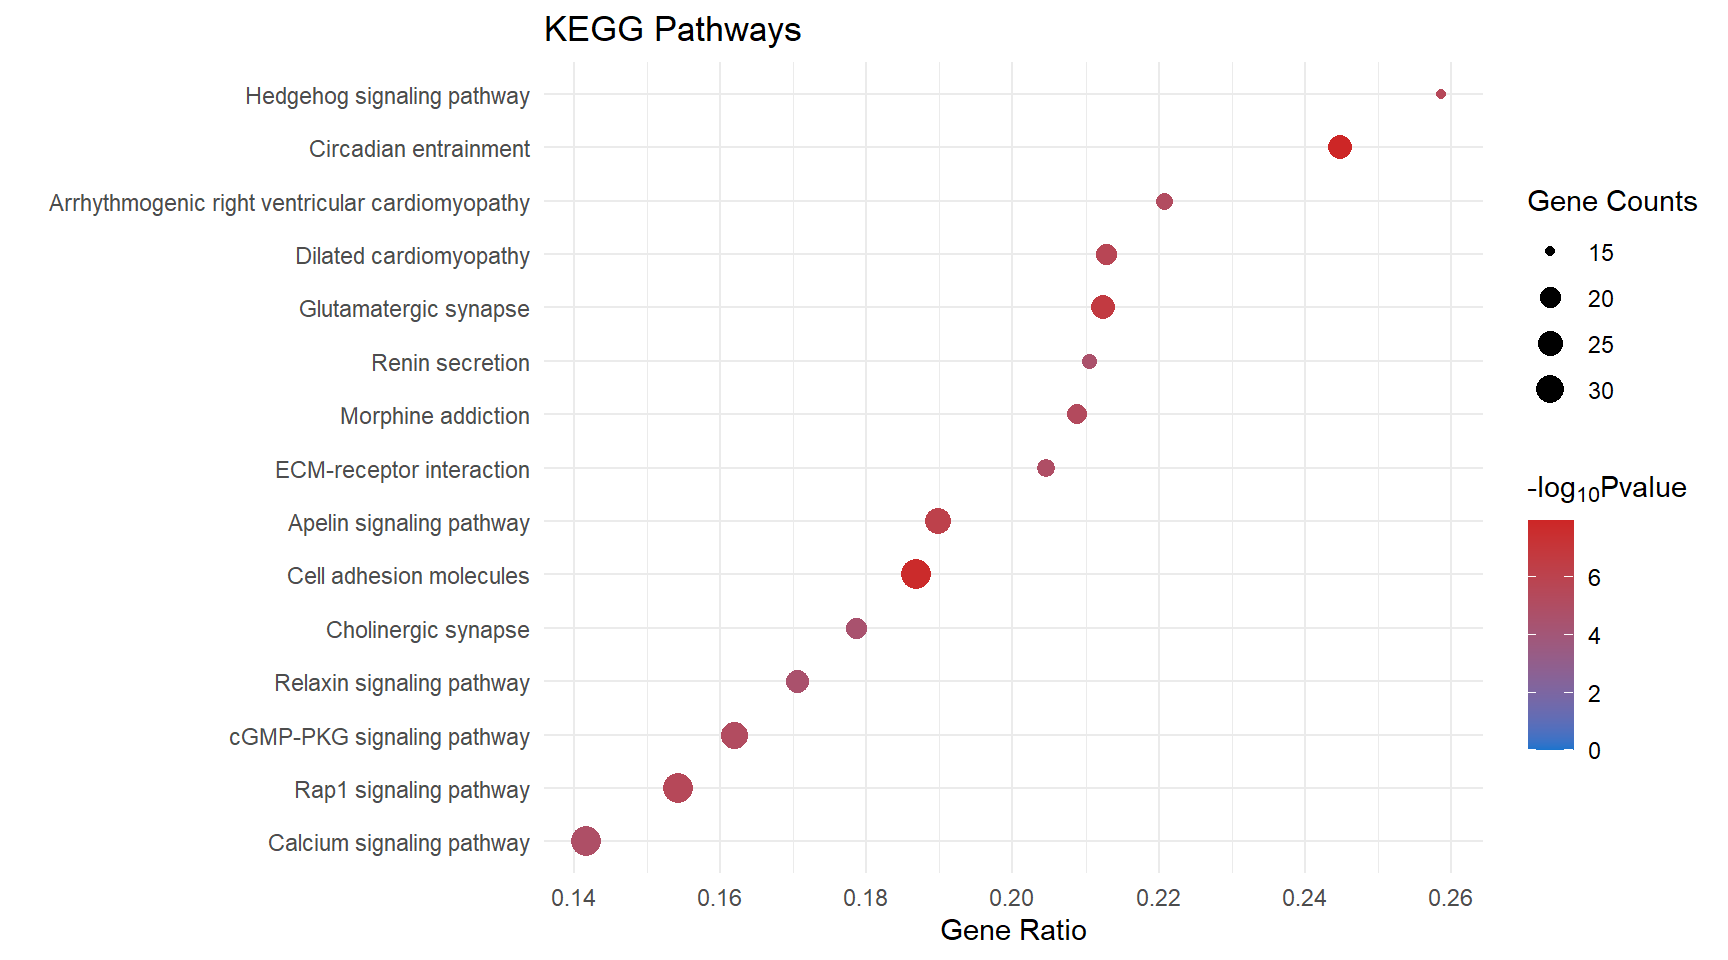 KEGG Pathways
Hedgehog signaling pathway
Circadian entrainment
Arrhythmogenic right ventricular cardiomyopathy
Dilated cardiomyopathy
Glutamatergic synapse
Renin secretion
Morphine addiction
ECM-receptor interaction
Apelin signaling pathway
Cell adhesion molecules
Cholinergic synapse
Relaxin signaling pathway
cGMP-PKG signaling pathway
Rap1 signaling pathway
Calcium signaling pathway
0.14 0.16 0.18 0.20 0.22 0.24 0.26
Gene Ratio
Gene Counts
15
20
25
30
-log₁₀Pvalue
6
4
2
0